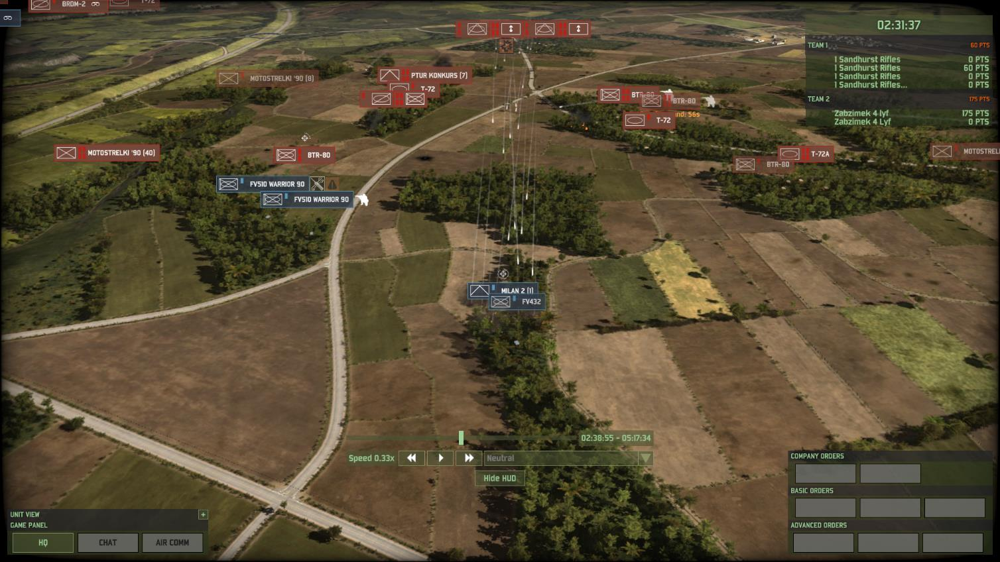 BRDM-2
T-72
02:31:37
TEAM 1 60 PTS
1 Sandhurst Rifles 0 PTS
1 Sandhurst Rifles 60 PTS
1 Sandhurst Rifles 0 PTS
1 Sandhurst Rifles... 0 PTS
TEAM 2 175 PTS
Zabzimek 4 lyf 175 PTS
Zabzimek 4 Lyf 0 PTS
MOTOSTRELKI '90 (8)
PTUR KONKURS (7)
T-72
BTR-80
BTR-80
56s
T-72
MOTOSTRELKI '90 (40)
BTR-80
T-72A
BTR-80
MOTOSTREL
FV510 WARRIOR 90
FV510 WARRIOR 90
MILAN 2 (1)
FV432
02:38:55 - 05:17:34
Speed 0.33x
Neutral
Hide HUD
UNIT VIEW +
GAME PANEL
HQ
CHAT
AIR COMM
COMPANY ORDERS
BASIC ORDERS
ADVANCED ORDERS